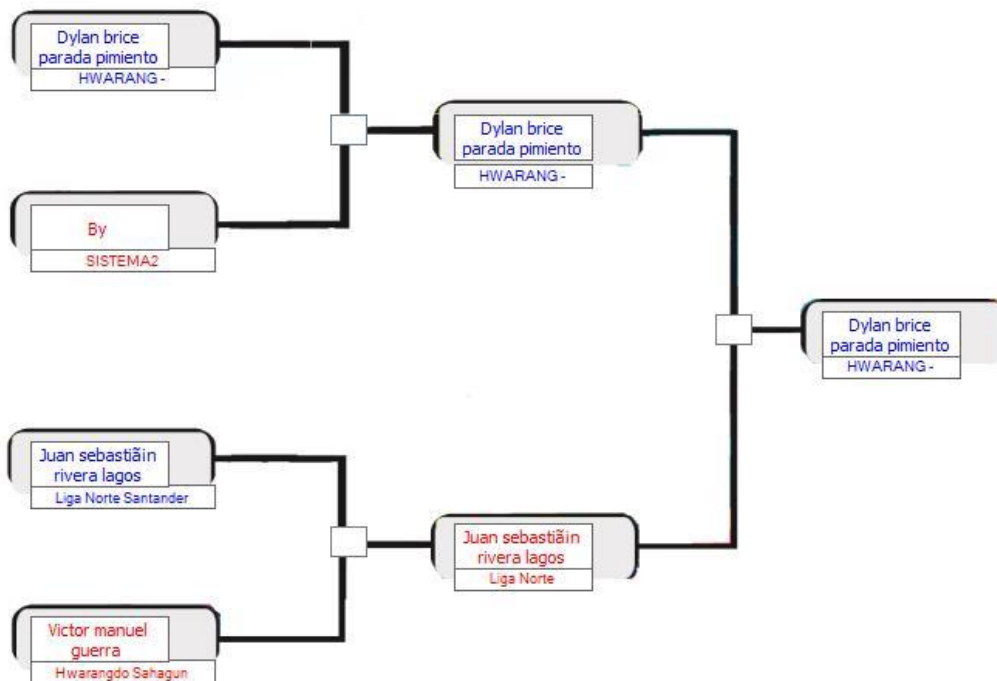 Dylan brice
parada pimiento
HWARANG -
By
SISTEMA2
Dylan brice
parada pimiento
HWARANG -
Dylan brice
parada pimiento
HWARANG -
Juan sebastiãin
rivera lagos
Liga Norte Santander
Juan sebastiãin
rivera lagos
Liga Norte
Victor manuel
guerra
Hwarangdo Sahagun